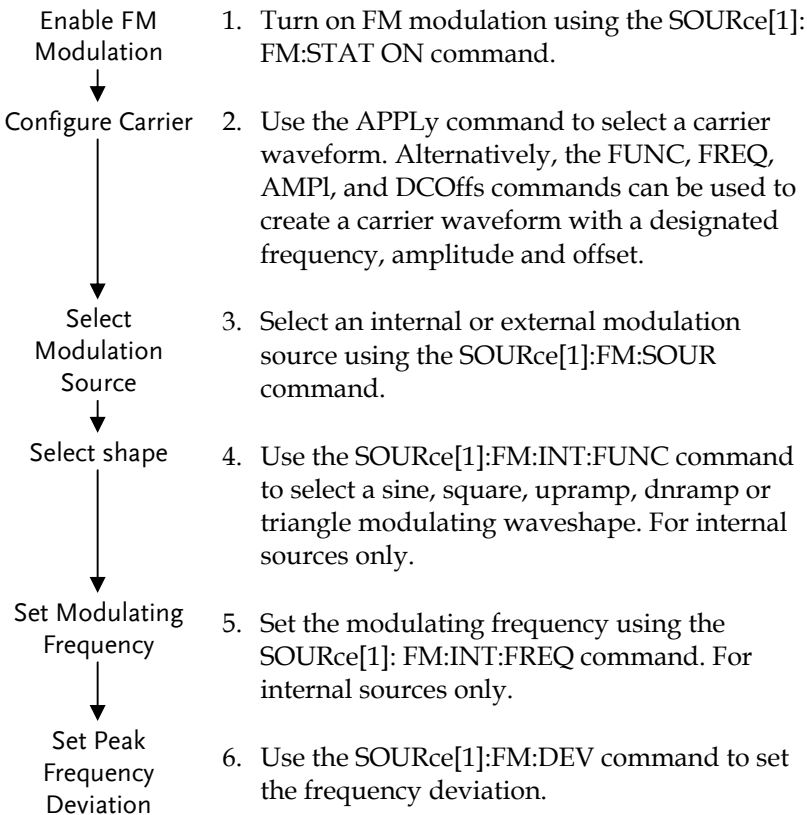 Enable FM
Modulation
1. Turn on FM modulation using the SOURce[1]:
FM:STAT ON command.
Configure Carrier
2. Use the APPLy command to select a carrier
waveform. Alternatively, the FUNC, FREQ,
AMPl, and DCOffs commands can be used to
create a carrier waveform with a designated
frequency, amplitude and offset.
Select
Modulation
Source
3. Select an internal or external modulation
source using the SOURce[1]:FM:SOUR
command.
Select shape
4. Use the SOURce[1]:FM:INT:FUNC command
to select a sine, square, upramp, dnramp or
triangle modulating waveshape. For internal
sources only.
Set Modulating
Frequency
5. Set the modulating frequency using the
SOURce[1]: FM:INT:FREQ command. For
internal sources only.
Set Peak
Frequency
Deviation
6. Use the SOURce[1]:FM:DEV command to set
the frequency deviation.